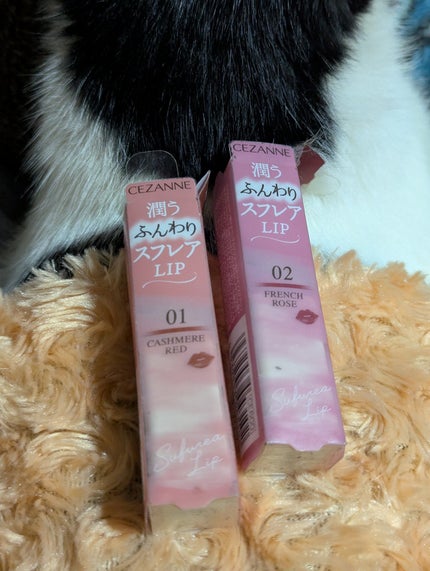 CEZANNE
潤う
ふんわり
スフレア
LIP
01
CASHMERE
RED
Sufurea
Lip
CEZANNE
潤う
ふんわり
スフレア
LIP
02
FRENCH
ROSE
Sufurea
Lip